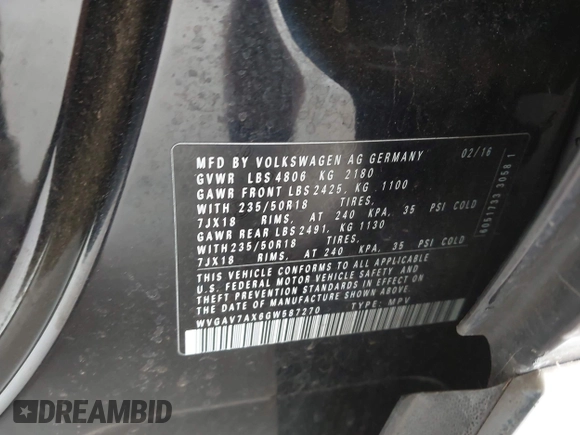 MFD BY VOLKSWAGEN AG GERMANY 02/16
GVWR LBS 4806 KG 2180
GAWR FRONT LBS 2425, KG 1100
WITH 235/50R18 TIRES,
7JX18 RIMS, AT 240 KPA, 35 PSI COLD
GAWR REAR LBS 2491, KG 1130
WITH 235/50R18 TIRES,
7JX18 RIMS, AT 240 KPA, 35 PSI COLD
THIS VEHICLE CONFORMS TO ALL APPLICABLE
U.S. FEDERAL MOTOR VEHICLE SAFETY AND
THEFT PREVENTION STANDARDS IN EFFECT
ON THE DATE OF MANUFACTURE SHOWN ABOVE.
WVGAV7AX6GW587270 TYPE: MPV
DREAMBID